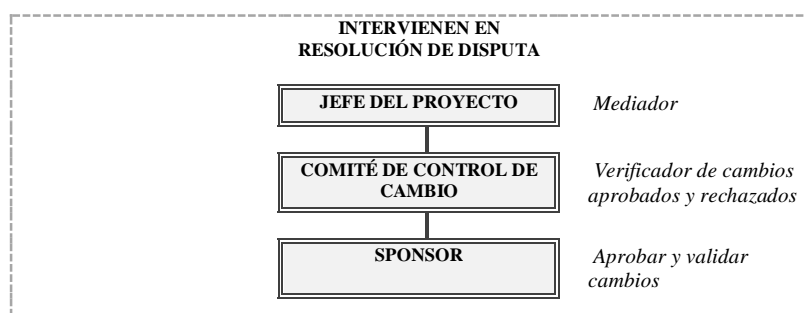 INTERVIENEN EN
RESOLUCIÓN DE DISPUTA
JEFE DEL PROYECTO
Mediador
COMITÉ DE CONTROL DE
CAMBIO
Verificador de cambios
aprobados y rechazados
SPONSOR
Aprobar y validar
cambios